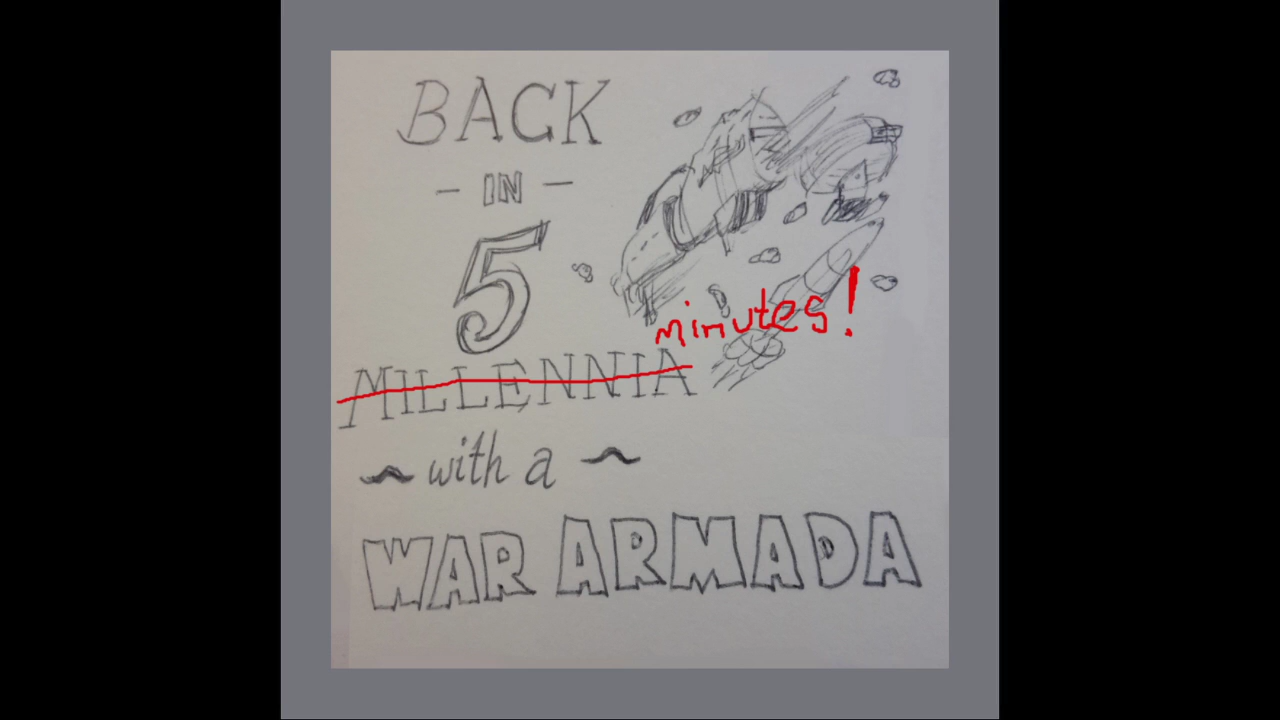 BACK
- IN -
5
minutes!
MILLENNIA
with a
WAR ARMADA